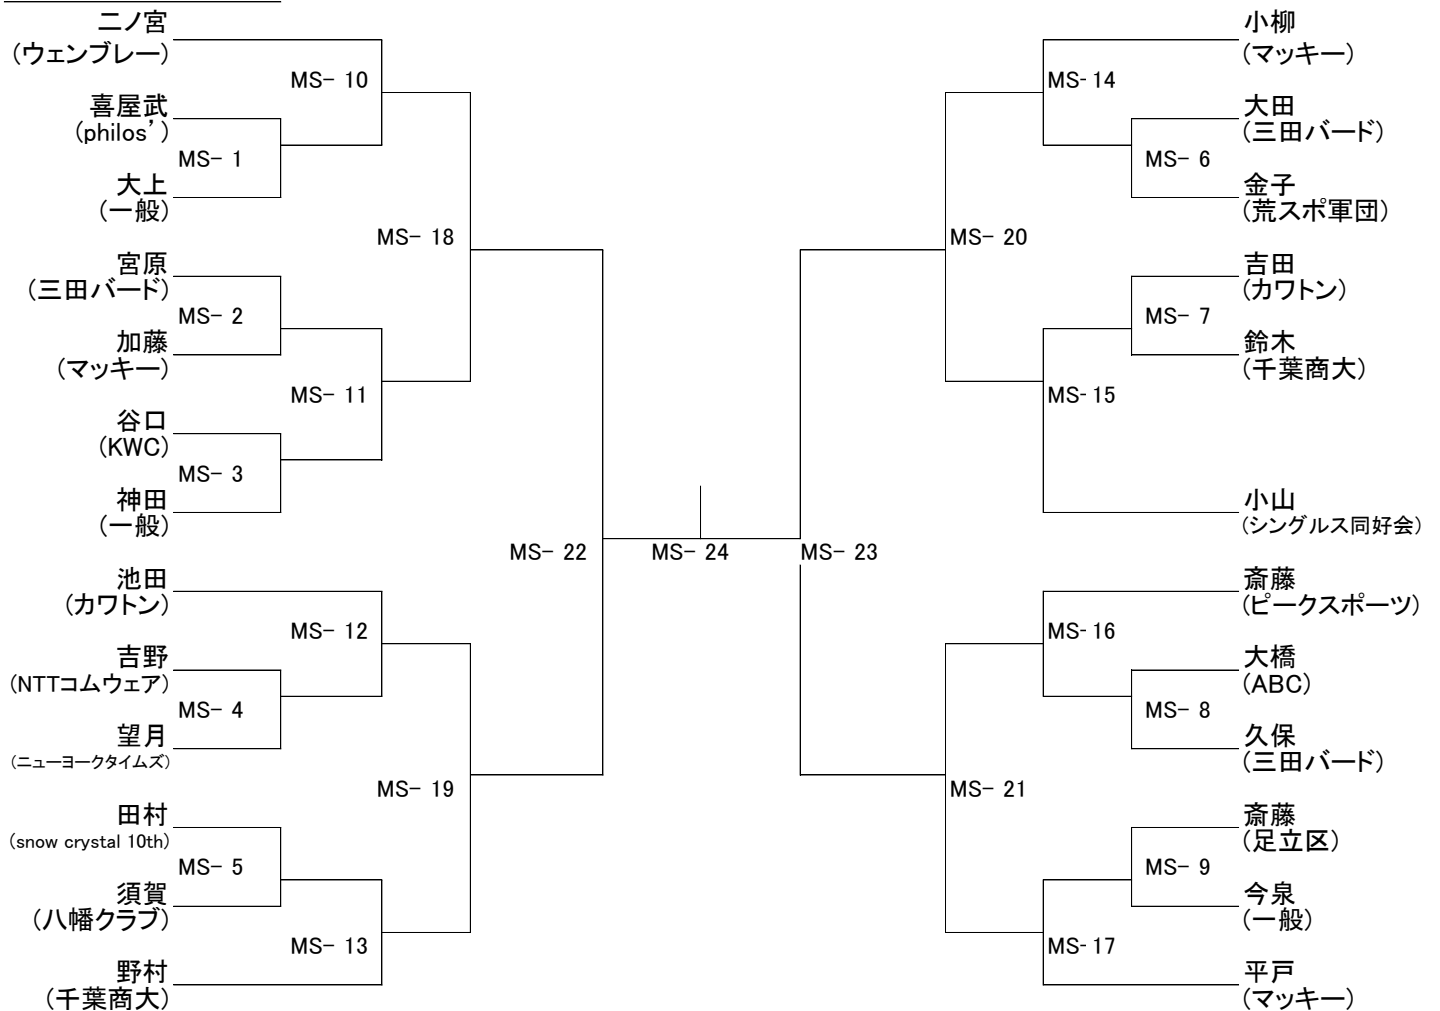 二ノ宮
(ウェンブレー)
MS- 10
喜屋武
(philos’)
MS- 1
大上
(一般)
MS- 18
宮原
(三田バード)
MS- 2
加藤
(マッキー)
MS- 11
谷口
(KWC)
MS- 3
神田
(一般)
MS- 22
池田
(カワトン)
MS- 12
吉野
(NTTコムウェア)
MS- 4
望月
(ニューヨークタイムズ)
MS- 19
田村
(snow crystal 10th)
MS- 5
須賀
(八幡クラブ)
MS- 13
野村
(千葉商大)
MS- 24
MS- 23
小柳
(マッキー)
MS-14
大田
(三田バード)
MS- 6
金子
(荒スポ軍団)
MS- 20
吉田
(カワトン)
MS- 7
鈴木
(千葉商大)
MS-15
小山
(シングルス同好会)
斎藤
(ピークスポーツ)
MS-16
大橋
(ABC)
MS- 8
久保
(三田バード)
MS- 21
斎藤
(足立区)
MS- 9
今泉
(一般)
MS-17
平戸
(マッキー)